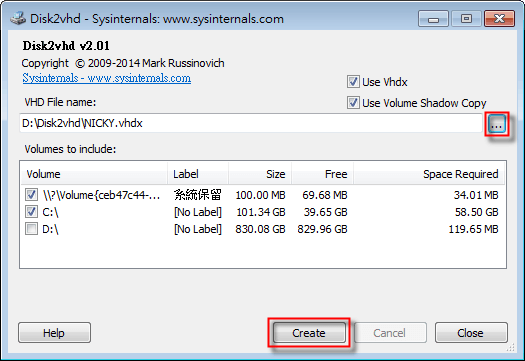 Disk2vhd - Sysinternals: www.sysinternals.com
Disk2vhd v2.01
Copyright © 2009-2014 Mark Russinovich
Sysinternals - www.sysinternals.com
Use Vhdx
VHD File name:
Use Volume Shadow Copy
D:\Disk2vhd\NICKY.vhdx
...
Volumes to include:
Volume Label Size Free Space Required
\\?\Volume{ceb47c44-... 系統保留 100.00 MB 69.68 MB 34.01 MB
C:\ [No Label] 101.34 GB 39.65 GB 58.50 GB
D:\ [No Label] 830.08 GB 829.96 GB 119.65 MB
Help Create Cancel Close